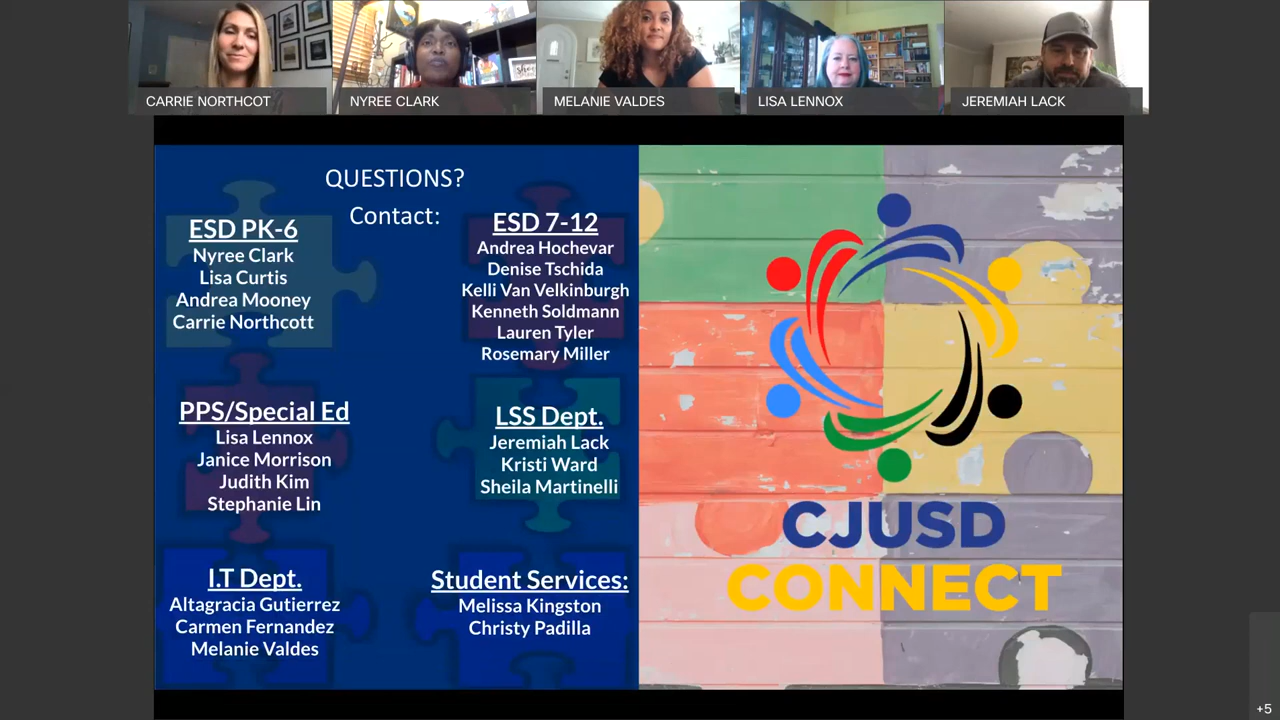 CARRIE NORTHCOT
NYREE CLARK
MELANIE VALDES
LISA LENNOX
JEREMIAH LACK
QUESTIONS?
Contact:
ESD PK-6
Nyree Clark
Lisa Curtis
Andrea Mooney
Carrie Northcott
ESD 7-12
Andrea Hochevar
Denise Tschida
Kelli Van Velkinburgh
Kenneth Soldmann
Lauren Tyler
Rosemary Miller
PPS/Special Ed
Lisa Lennox
Janice Morrison
Judith Kim
Stephanie Lin
LSS Dept.
Jeremiah Lack
Kristi Ward
Sheila Martinelli
I.T Dept.
Altagracia Gutierrez
Carmen Fernandez
Melanie Valdes
Student Services:
Melissa Kingston
Christy Padilla
CJUSD
CONNECT
+5